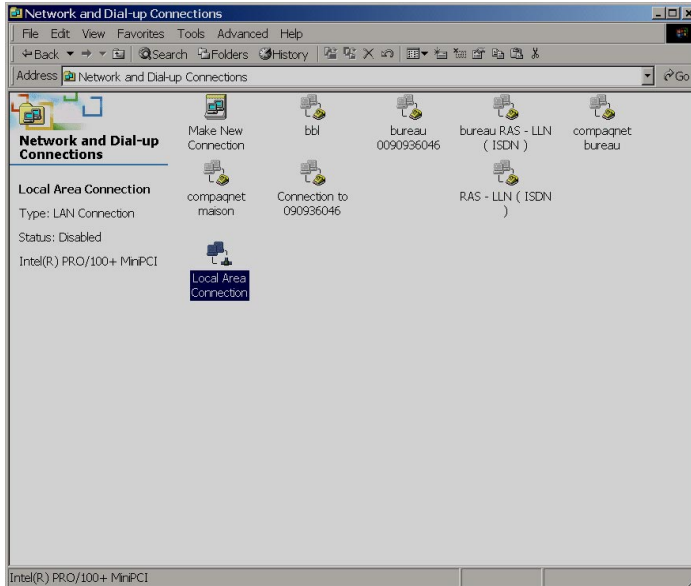 Network and Dial-up Connections
File Edit View Favorites Tools Advanced Help
Back Search Folders History
Address Network and Dial-up Connections Go
Network and Dial-up
Connections
Local Area Connection
Type: LAN Connection
Status: Disabled
Intel(R) PRO/100+ MiniPCI
Make New
Connection
bbl
bureau
0090936046
bureau RAS - LLN
( ISDN )
compaqnet
bureau
compaqnet
maison
Connection to
090936046
RAS - LLN ( ISDN
)
Local Area
Connection
Intel(R) PRO/100+ MiniPCI